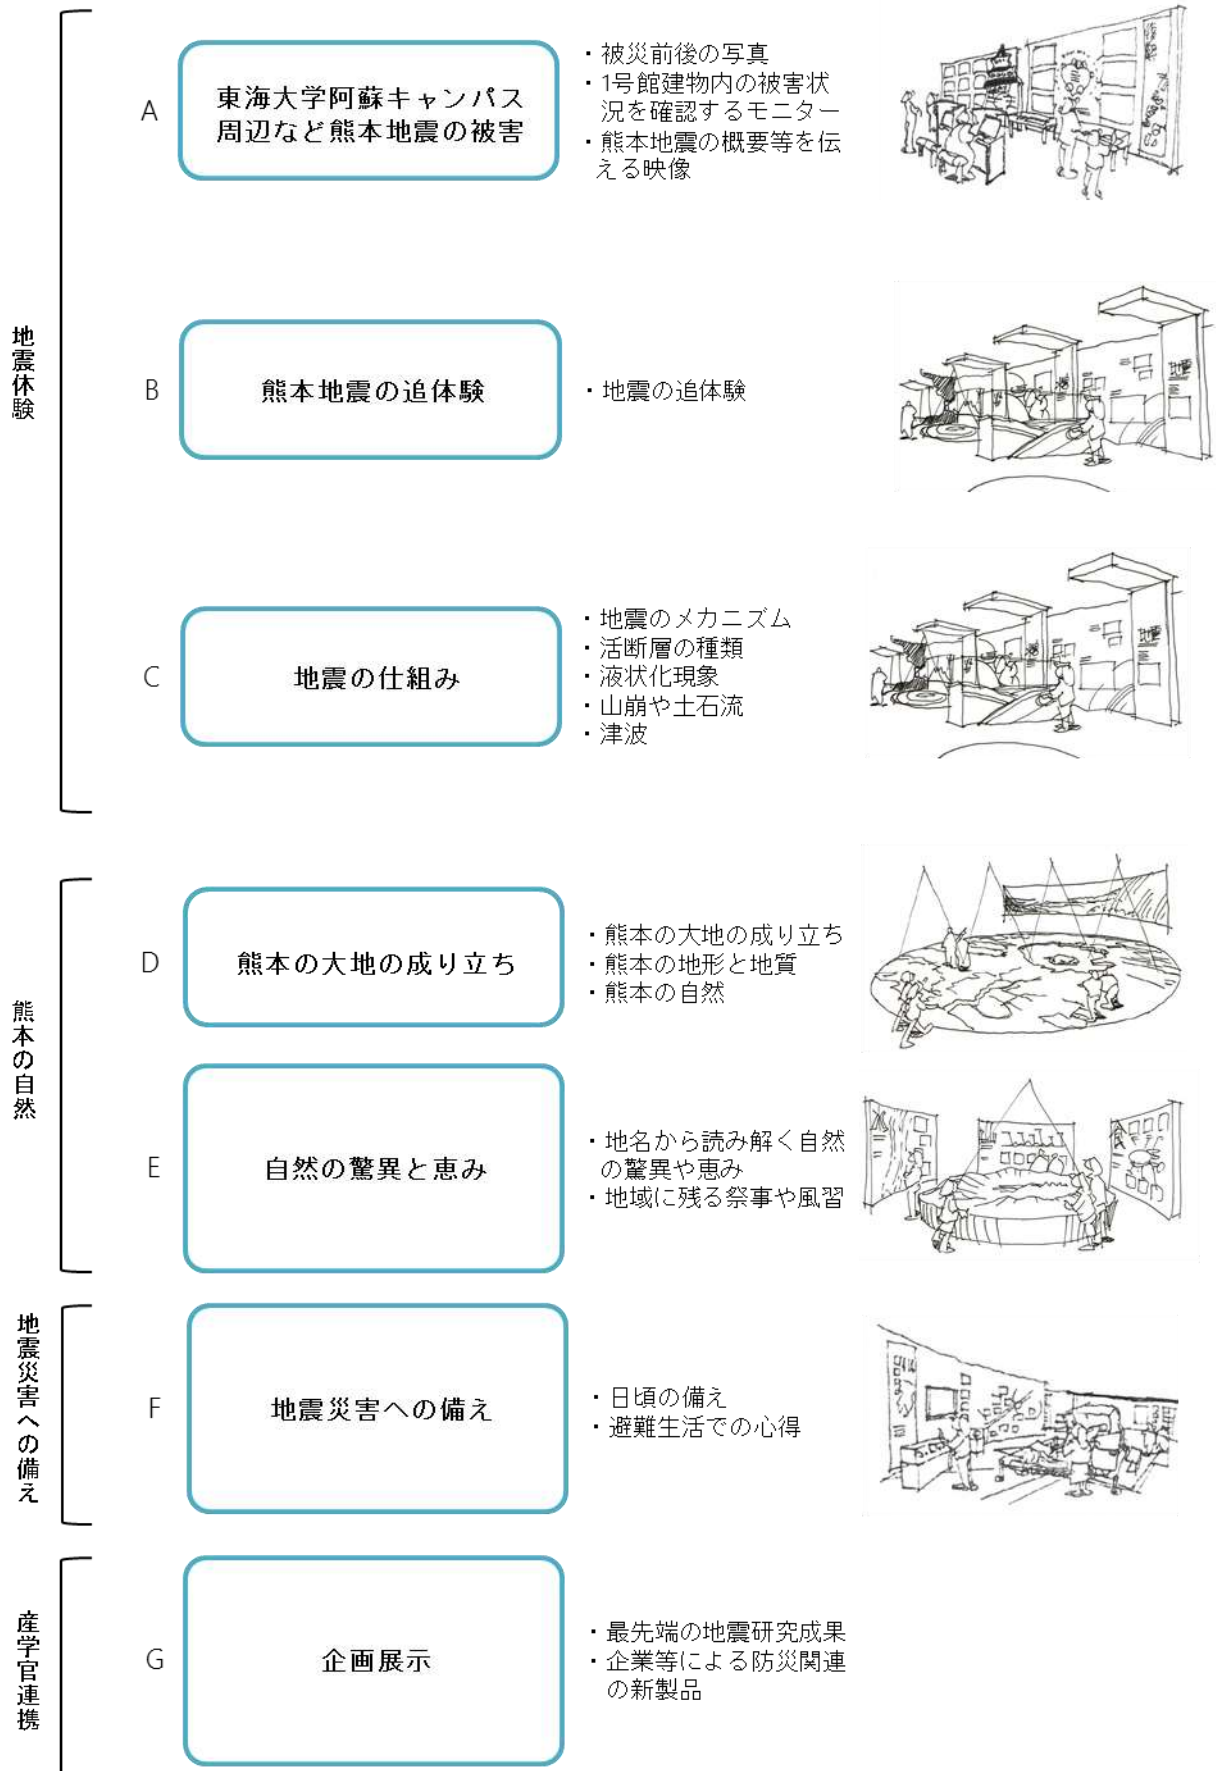 地震体験
A
東海大学阿蘇キャンパス
周辺など熊本地震の被害
・被災前後の写真
・1号館建物内の被害状
況を確認するモニター
・熊本地震の概要等を伝
える映像
B
熊本地震の追体験
・地震の追体験
地震
C
地震の仕組み
・地震のメカニズム
・活断層の種類
・液状化現象
・山崩や土石流
・津波
地震
熊本の自然
D
熊本の大地の成り立ち
・熊本の大地の成り立ち
・熊本の地形と地質
・熊本の自然
E
自然の驚異と恵み
・地名から読み解く自然
の驚異や恵み
・地域に残る祭事や風習
水
食
地震災害への備え
F
地震災害への備え
・日頃の備え
・避難生活での心得
産学官連携
G
企画展示
・最先端の地震研究成果
・企業等による防災関連
の新製品